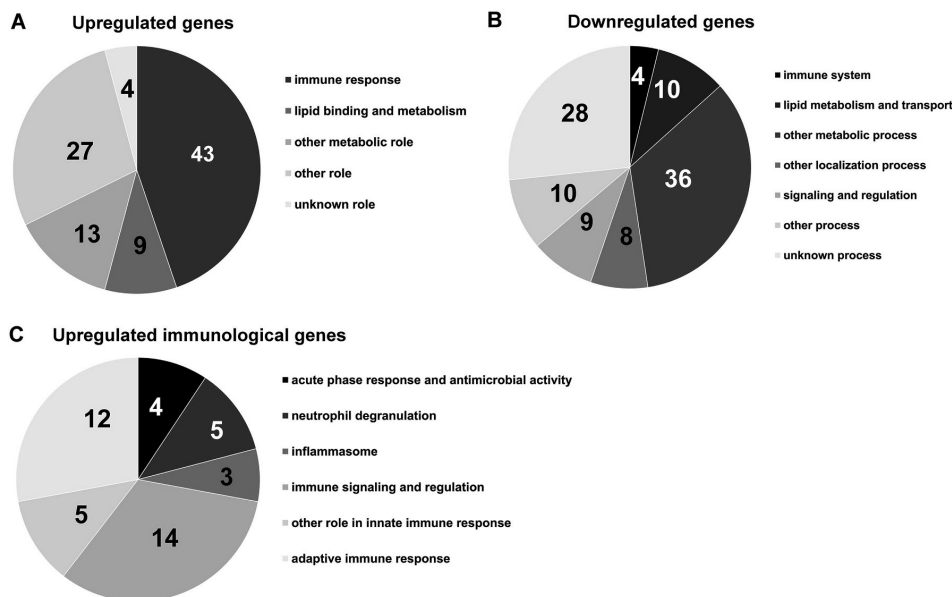 A Upregulated genes
43
9
13
27
4
immune response
lipid binding and metabolism
other metabolic role
other role
unknown role
B Downregulated genes
4
10
36
8
9
10
28
immune system
lipid metabolism and transport
other metabolic process
other localization process
signaling and regulation
other process
unknown process
C Upregulated immunological genes
4
5
3
14
5
12
acute phase response and antimicrobial activity
neutrophil degranulation
inflammasome
immune signaling and regulation
other role in innate immune response
adaptive immune response